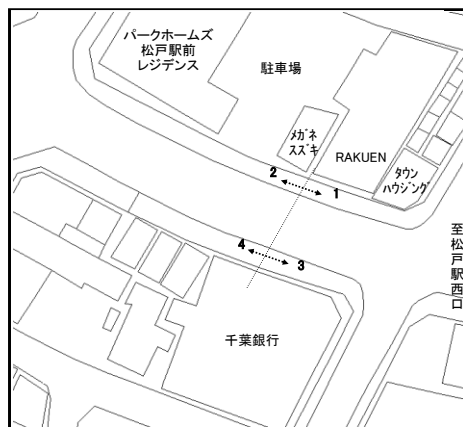 パークホームズ
松戸駅前
レジデンス
駐車場
メガネ
スズキ
RAKUEN
タウン
ハウジング
2
1
4
3
至松戸駅西口
千葉銀行